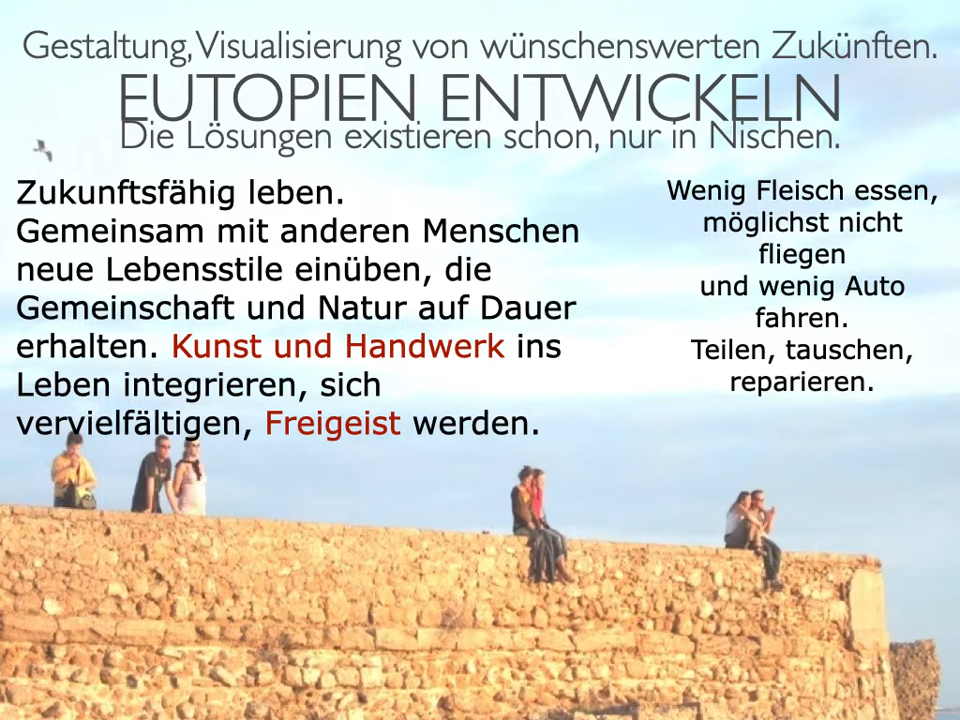 Gestaltung, Visualisierung von wünschenswerten Zukünften.
EUTOPIEN ENTWICKELN
Die Lösungen existieren schon, nur in Nischen.
Zukunftsfähig leben.
Gemeinsam mit anderen Menschen
neue Lebensstile einüben, die
Gemeinschaft und Natur auf Dauer
erhalten. Kunst und Handwerk ins
Leben integrieren, sich
vervielfältigen, Freigeist werden.
Wenig Fleisch essen,
möglichst nicht
fliegen
und wenig Auto
fahren.
Teilen, tauschen,
reparieren.